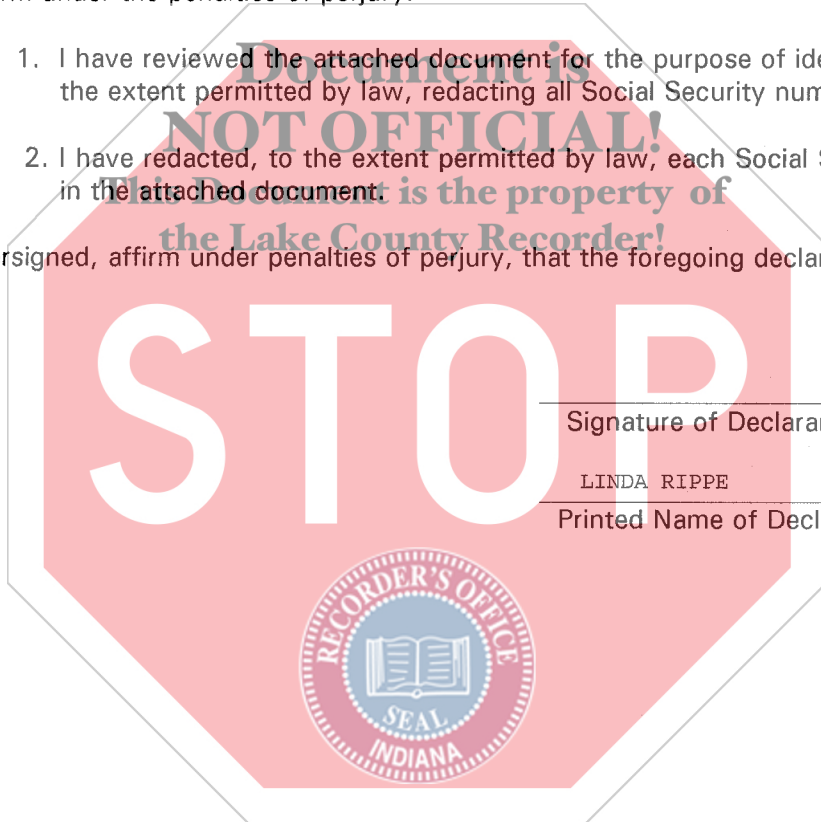 1. I have reviewed the attached document for the purpose of ide
the extent permitted by law, redacting all Social Security num
2. I have redacted, to the extent permitted by law, each Social S
in the attached document.
rsigned, affirm under penalties of perjury, that the foregoing declar
Document is
NOT OFFICIAL!
This Document is the property of
the Lake County Recorder!
STOP
Signature of Declara
LINDA RIPPE
Printed Name of Decl
RECORDER'S OFFICE
SEAL
INDIANA